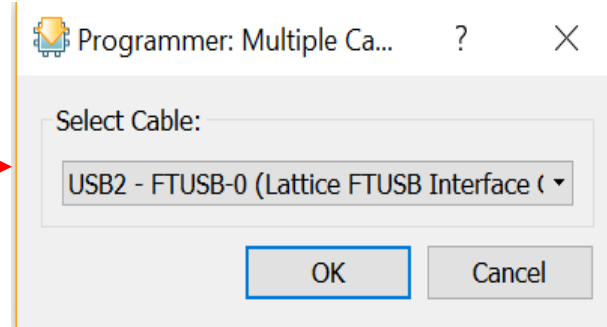 Programmer: Multiple Ca... ?
Select Cable:
USB2 - FTUSB-0 (Lattice FTUSB Interface (
OK Cancel